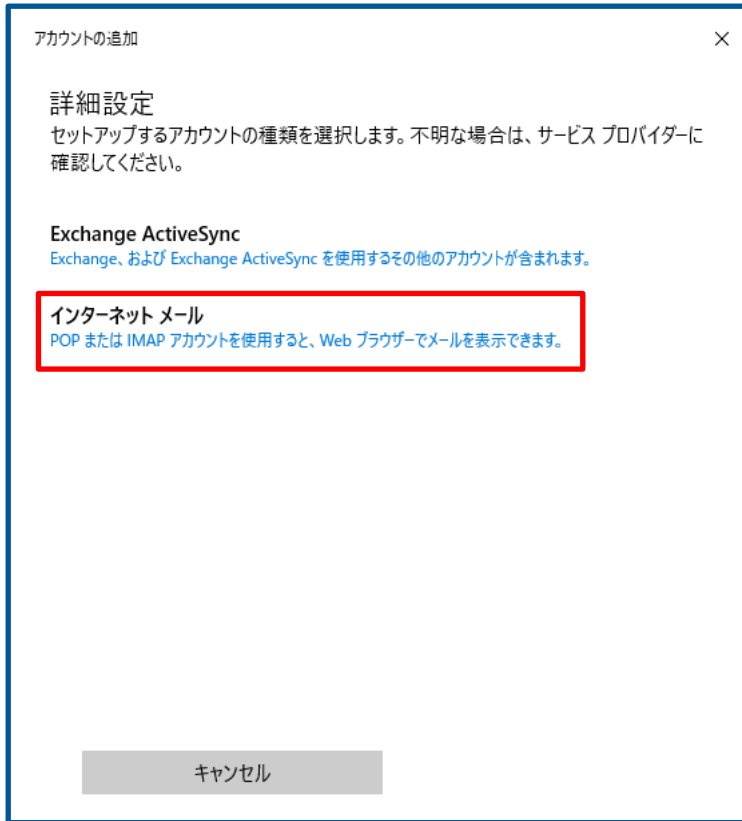 アカウントの追加
詳細設定
セットアップするアカウントの種類を選択します。不明な場合は、サービス プロバイダーに
確認してください。
Exchange ActiveSync
Exchange、および Exchange ActiveSync を使用するその他のアカウントが含まれます。
インターネット メール
POP または IMAP アカウントを使用すると、Web ブラウザーでメールを表示できます。
キャンセル